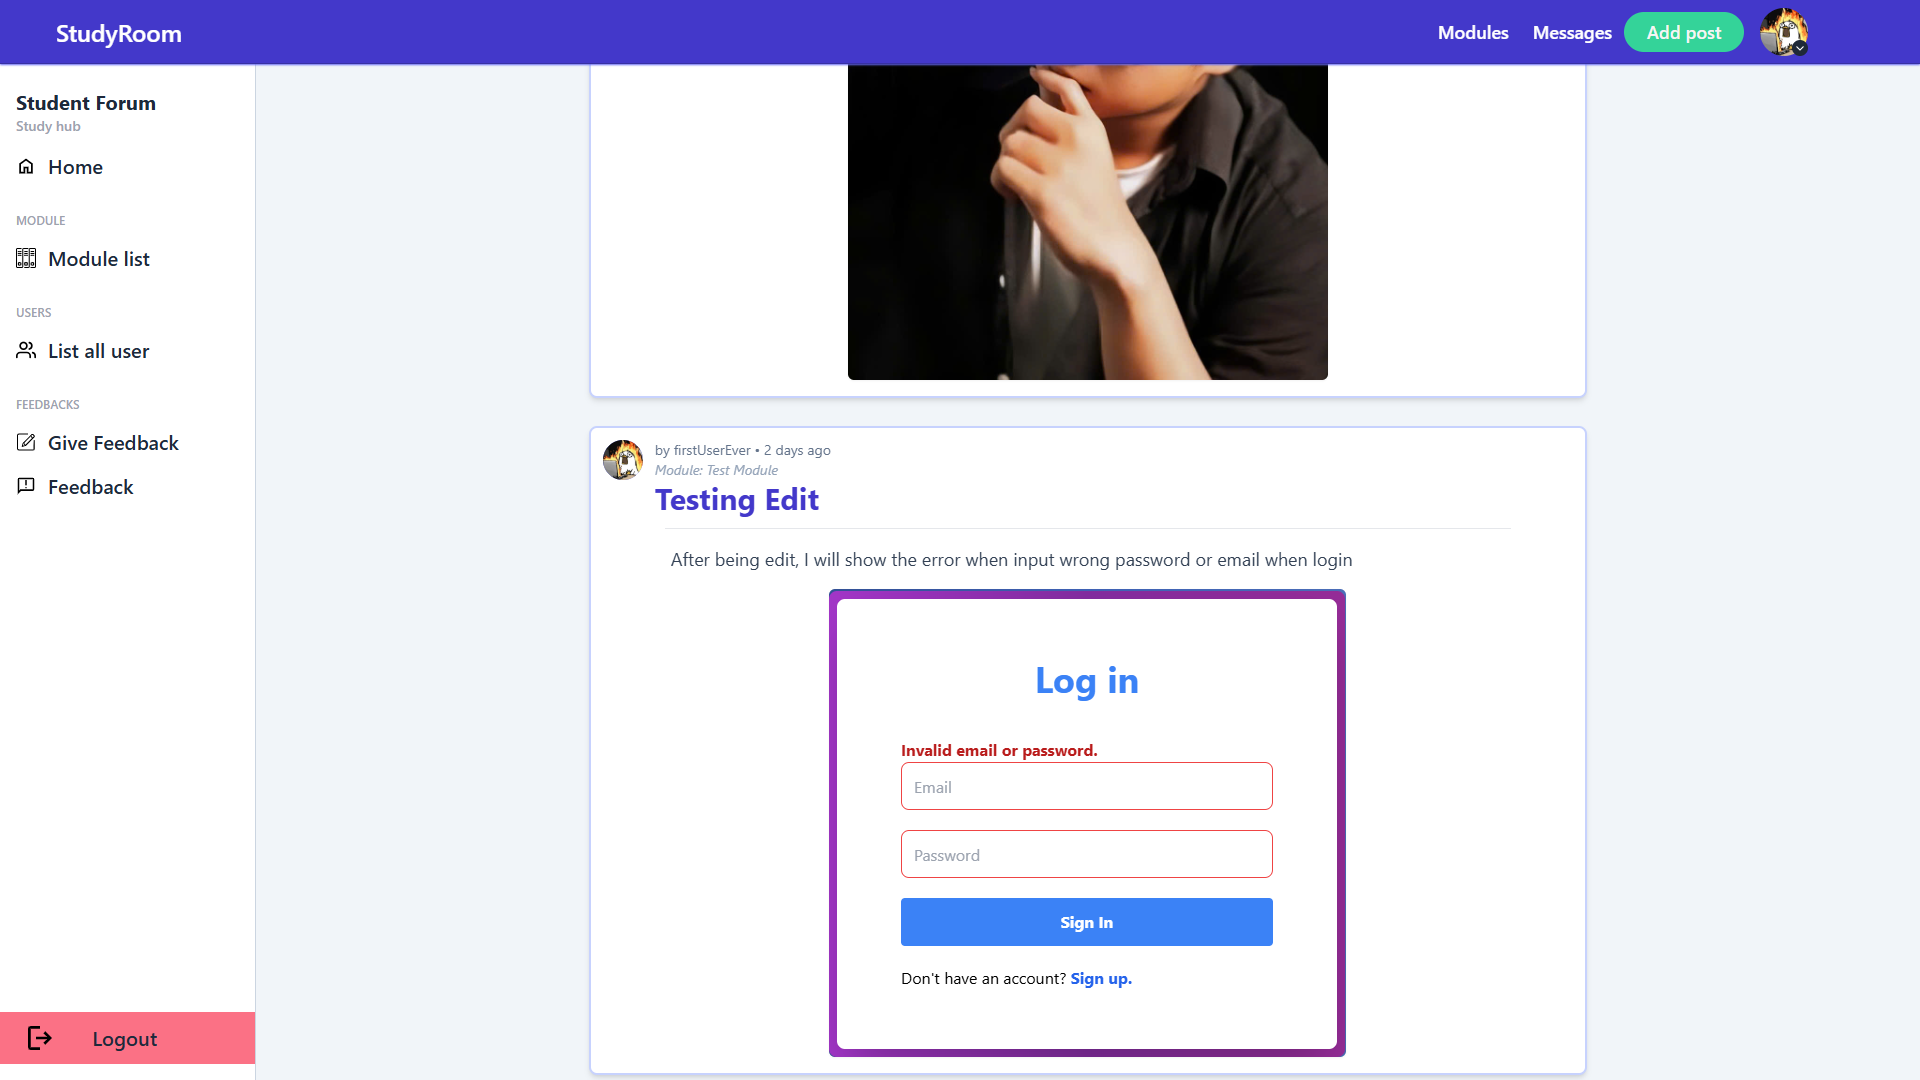 StudyRoom
Modules
Messages
Add post
Student Forum
Study hub
Home
MODULE
Module list
USERS
List all user
FEEDBACKS
Give Feedback
Feedback
Logout
by firstUserEver • 2 days ago
Module: Test Module
Testing Edit
After being edit, I will show the error when input wrong password or email when login
Log in
Invalid email or password.
Email
Password
Sign In
Don't have an account? Sign up.